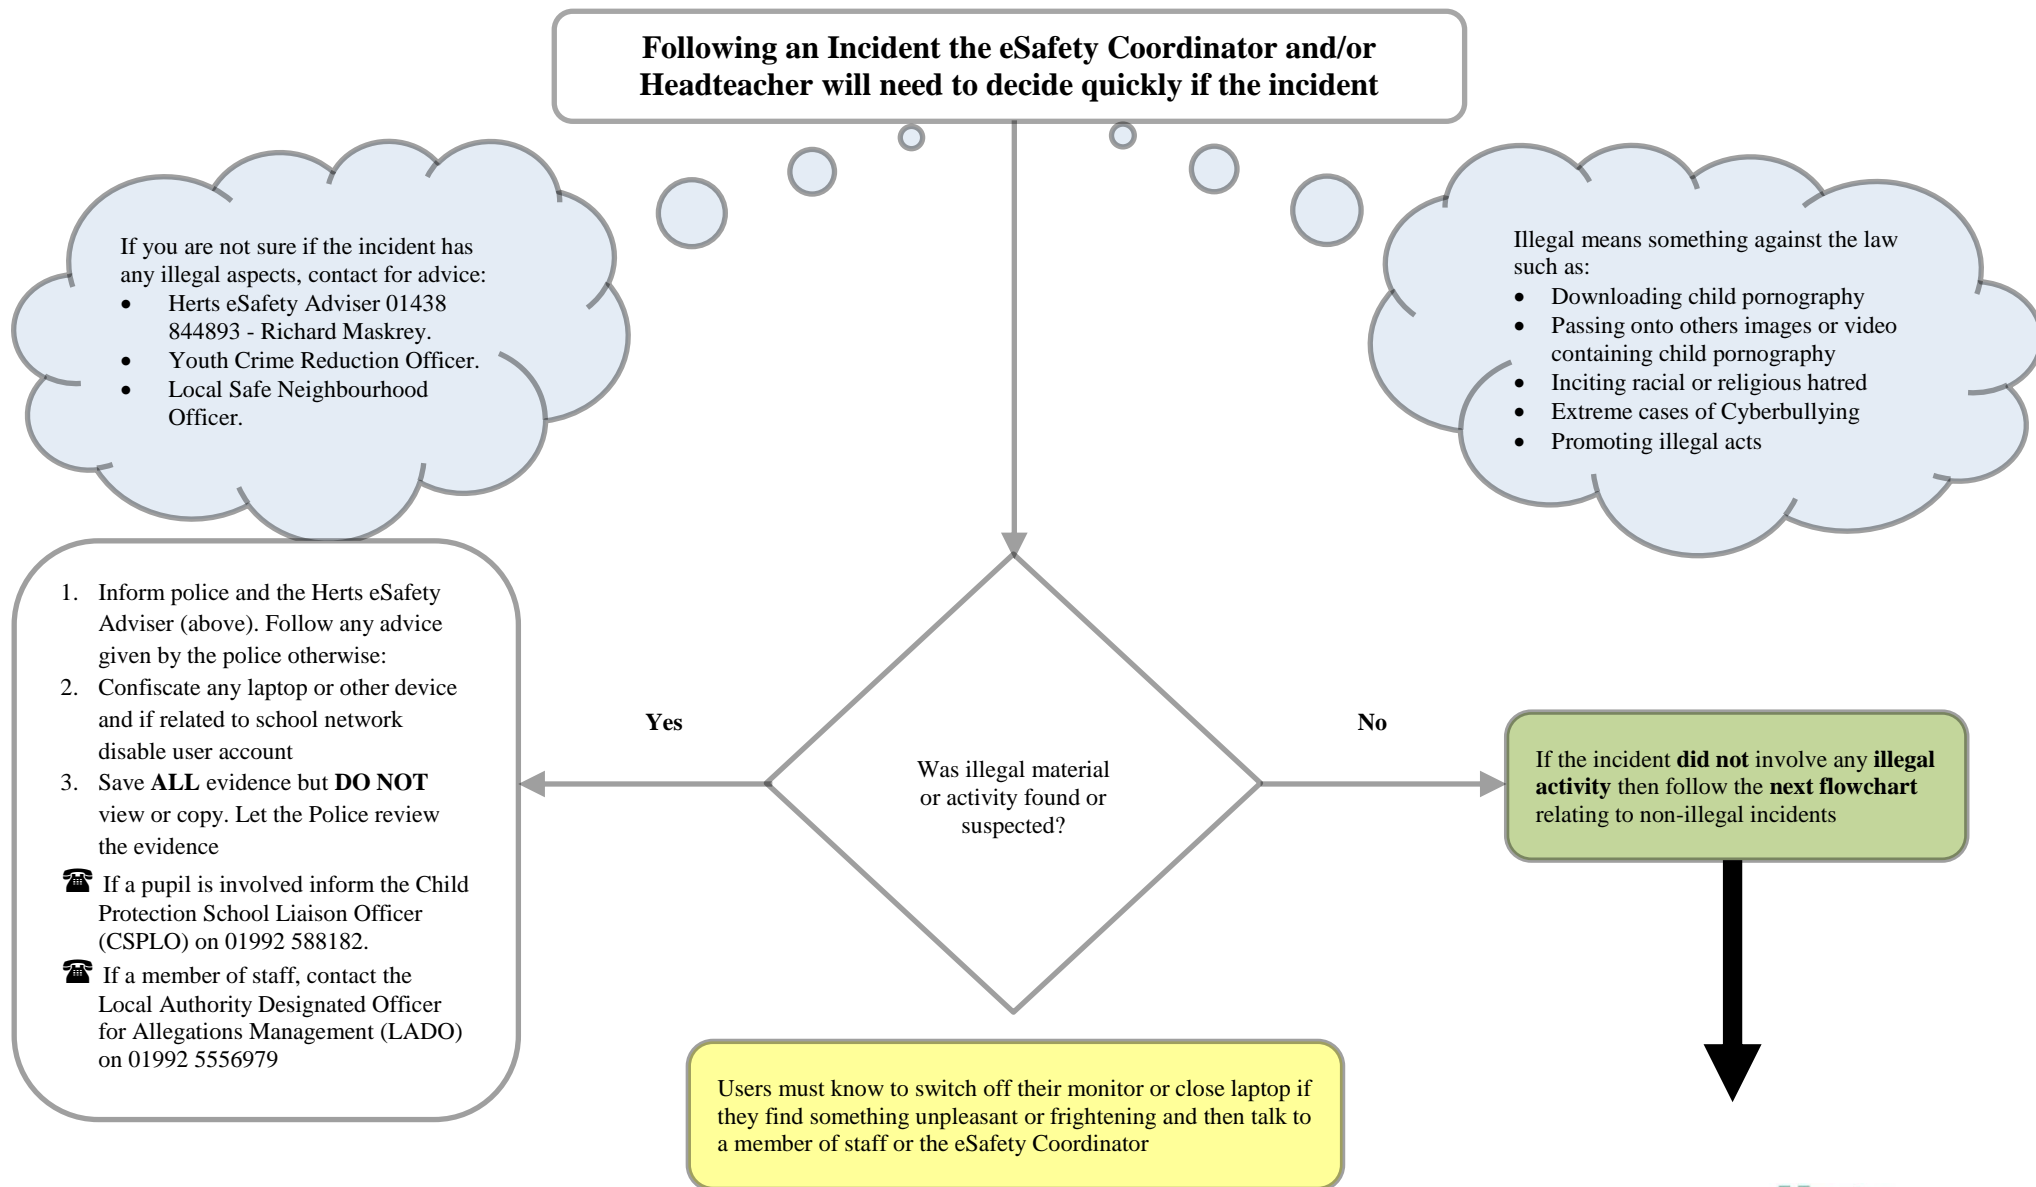 Following an Incident the eSafety Coordinator and/or
Headteacher will need to decide quickly if the incident
If you are not sure if the incident has
any illegal aspects, contact for advice:
• Herts eSafety Adviser 01438
844893 - Richard Maskrey.
• Youth Crime Reduction Officer.
• Local Safe Neighbourhood
Officer.
Illegal means something against the law
such as:
• Downloading child pornography
• Passing onto others images or video
containing child pornography
• Inciting racial or religious hatred
• Extreme cases of Cyberbullying
• Promoting illegal acts
1. Inform police and the Herts eSafety
Adviser (above). Follow any advice
given by the police otherwise:
2. Confiscate any laptop or other device
and if related to school network
disable user account
3. Save ALL evidence but DO NOT
view or copy. Let the Police review
the evidence
☎ If a pupil is involved inform the Child
Protection School Liaison Officer
(CSPLO) on 01992 588182.
☎ If a member of staff, contact the
Local Authority Designated Officer
for Allegations Management (LADO)
on 01992 5556979
Yes
Was illegal material
or activity found or
suspected?
No
If the incident did not involve any illegal
activity then follow the next flowchart
relating to non-illegal incidents
Users must know to switch off their monitor or close laptop if
they find something unpleasant or frightening and then talk to
a member of staff or the eSafety Coordinator